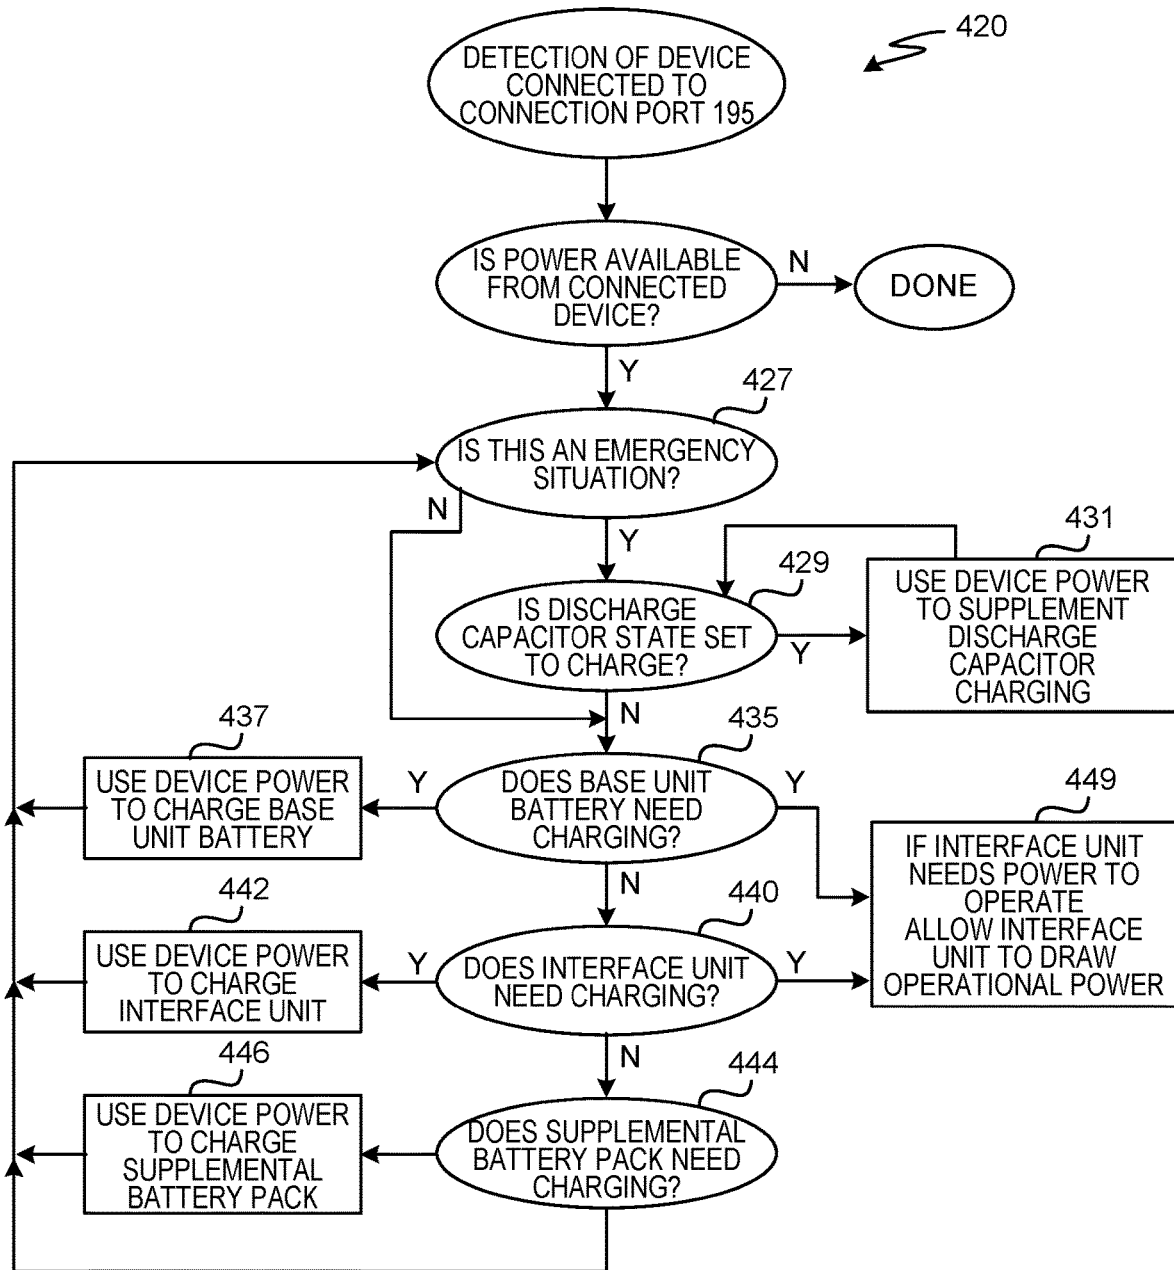 420
DETECTION OF DEVICE
CONNECTED TO
CONNECTION PORT 195
IS POWER AVAILABLE
FROM CONNECTED
DEVICE?
N
DONE
Y
427
IS THIS AN EMERGENCY
SITUATION?
N
Y
429
IS DISCHARGE
CAPACITOR STATE SET
TO CHARGE?
Y
431
USE DEVICE POWER
TO SUPPLEMENT
DISCHARGE
CAPACITOR
CHARGING
N
435
DOES BASE UNIT
BATTERY NEED
CHARGING?
Y
437
USE DEVICE POWER
TO CHARGE BASE
UNIT BATTERY
Y
449
IF INTERFACE UNIT
NEEDS POWER TO
OPERATE
ALLOW INTERFACE
UNIT TO DRAW
OPERATIONAL POWER
N
440
DOES INTERFACE UNIT
NEED CHARGING?
Y
442
USE DEVICE POWER
TO CHARGE
INTERFACE UNIT
Y
N
444
DOES SUPPLEMENTAL
BATTERY PACK NEED
CHARGING?
446
USE DEVICE POWER
TO CHARGE
SUPPLEMENTAL
BATTERY PACK